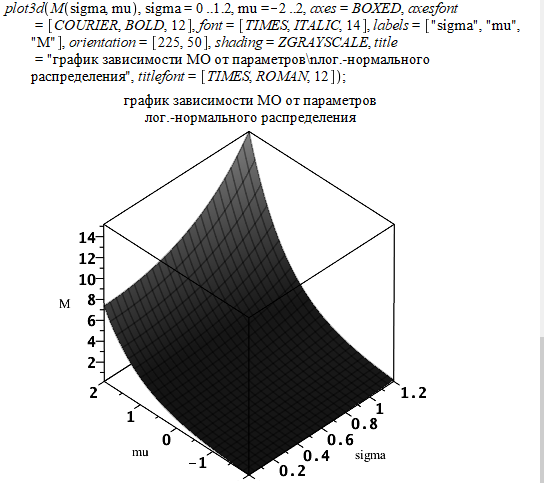 plot3d(M(sigma, mu), sigma = 0 ..1.2, mu =−2 ..2, axes = BOXED, axesfont
= [COURIER, BOLD, 12], font = [TIMES, ITALIC, 14], labels = ["sigma", "mu",
"M"], orientation = [225, 50], shading = ZGRAYSCALE, title
= "график зависимости МО от параметров\nлог.-нормального
распределения", titlefont = [TIMES, ROMAN, 12]);
график зависимости МО от параметров
лог.-нормального распределения
14
12
10
8
M
6
4
2
2
1
0
−1
mu
0.2
0.4
0.6
0.8
1
1.2
sigma